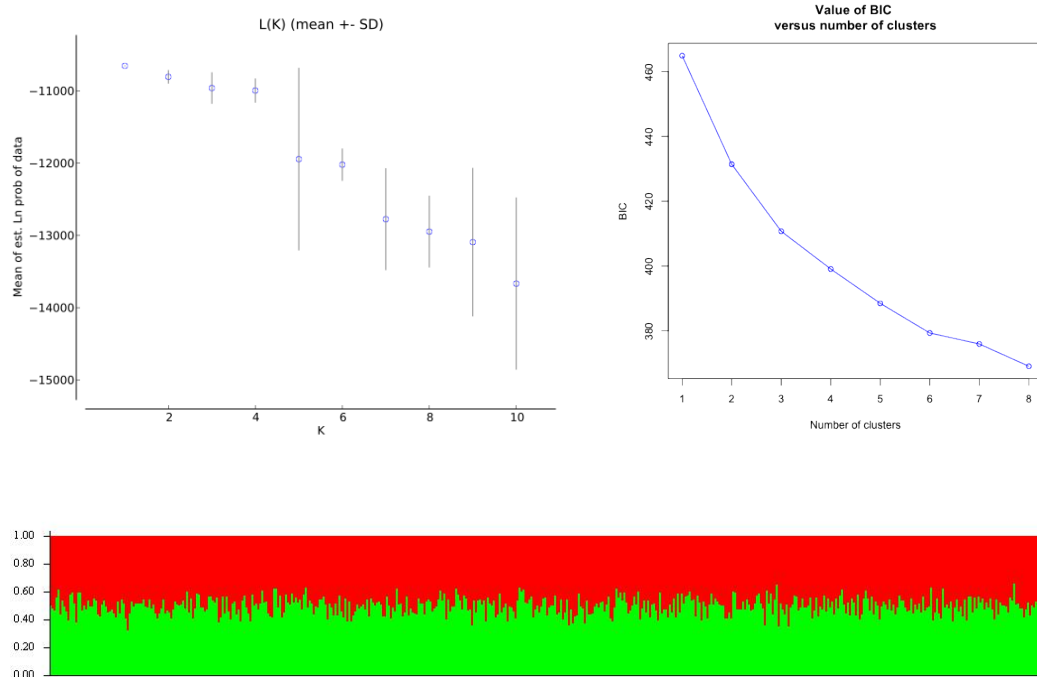 L(K) (mean +- SD)
Mean of est. Ln prob of data
−11000
−12000
−13000
−14000
−15000
2 4 6 8 10
K
Value of BIC
versus number of clusters
BIC
460
440
420
400
380
1 2 3 4 5 6 7 8
Number of clusters
1.00
0.80
0.60
0.40
0.20
0.00